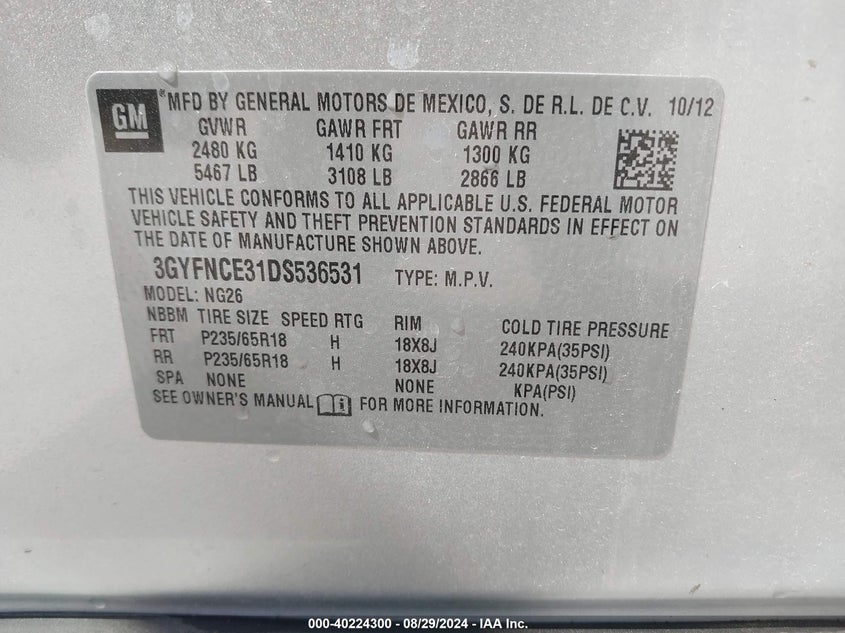 GM
® MFD BY GENERAL MOTORS DE MEXICO, S. DE R.L. DE C.V. 10/12
GVWR GAWR FRT GAWR RR
2480 KG 1410 KG 1300 KG
5467 LB 3108 LB 2866 LB
THIS VEHICLE CONFORMS TO ALL APPLICABLE U.S. FEDERAL MOTOR
VEHICLE SAFETY AND THEFT PREVENTION STANDARDS IN EFFECT ON
THE DATE OF MANUFACTURE SHOWN ABOVE.
3GYFNCE31DS536531 TYPE: M.P.V.
MODEL: NG26
NBBM TIRE SIZE SPEED RTG RIM COLD TIRE PRESSURE
FRT P235/65R18 H 18X8J 240KPA(35PSI)
RR P235/65R18 H 18X8J 240KPA(35PSI)
SPA NONE NONE KPA(PSI)
SEE OWNER'S MANUAL FOR MORE INFORMATION.
000-40224300 - 08/29/2024 - IAA Inc.